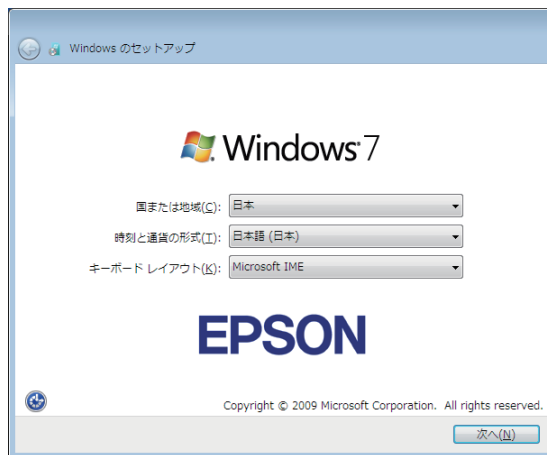 Windows のセットアップ
Windows 7
国または地域(C): 日本
時刻と通貨の形式(T): 日本語 (日本)
キーボード レイアウト(K): Microsoft IME
EPSON
Copyright © 2009 Microsoft Corporation. All rights reserved.
次へ(N)